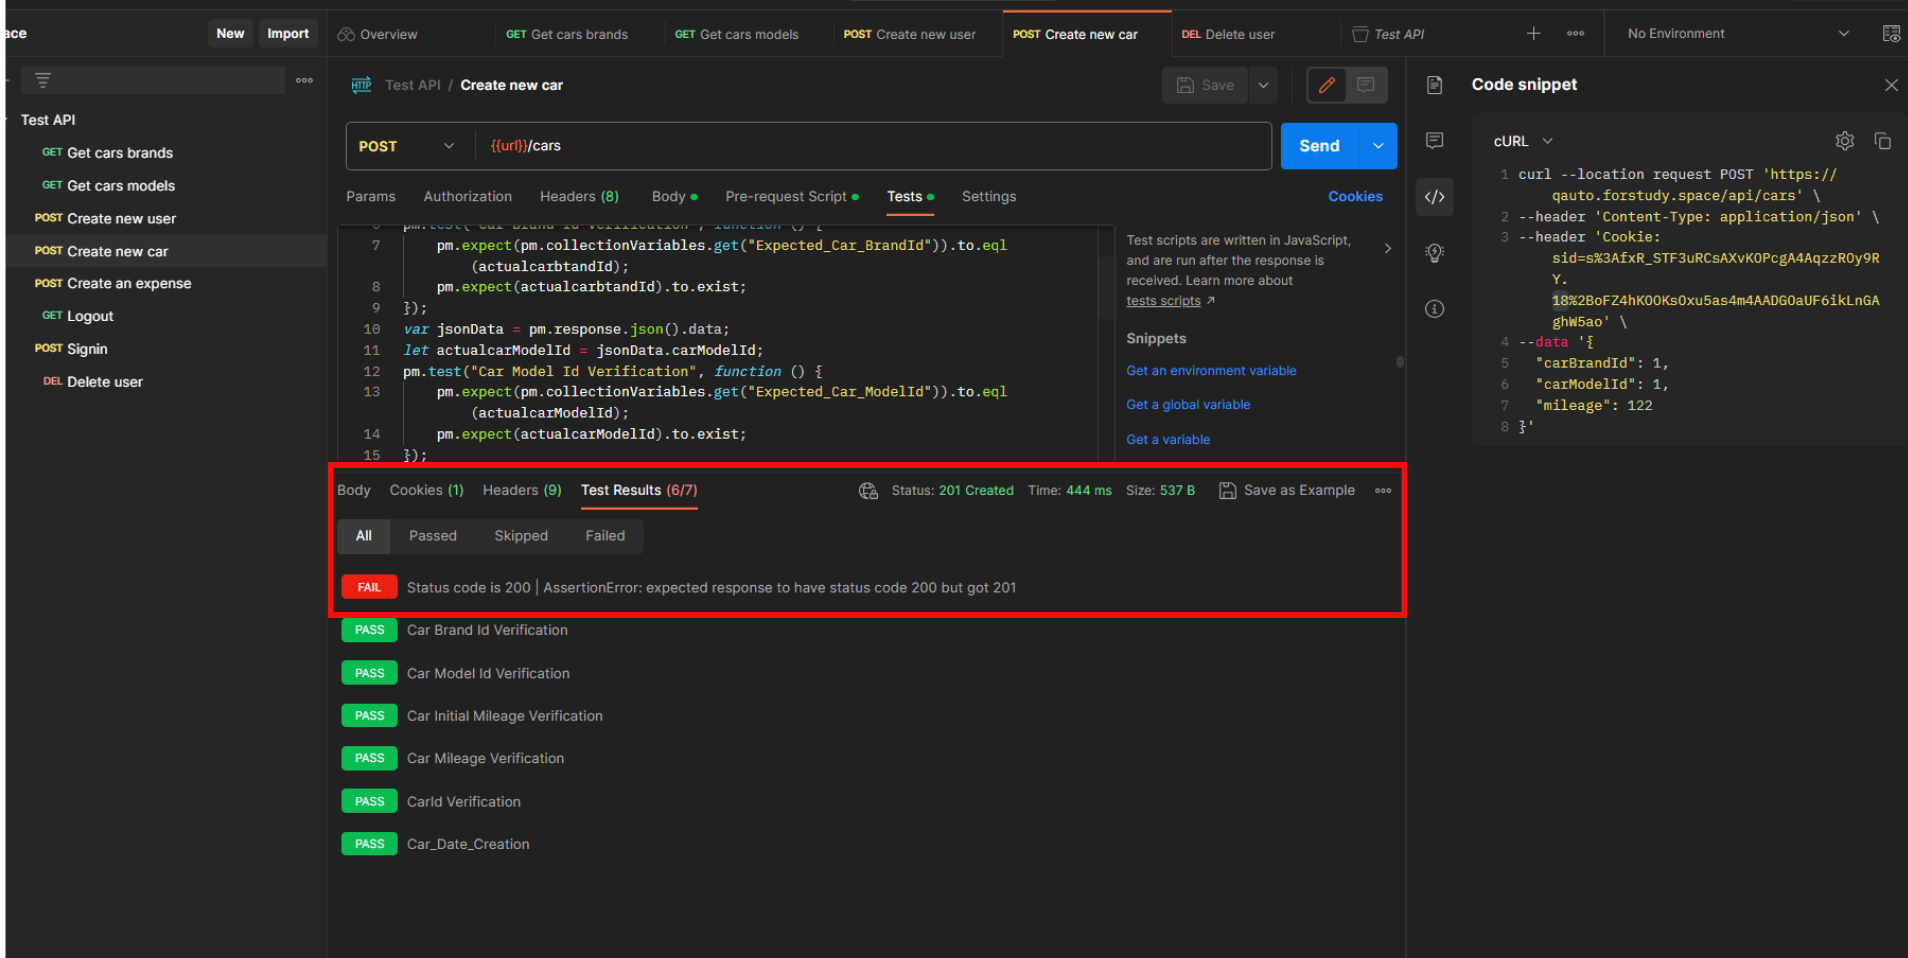 ace
New
Import
Overview
GET Get cars brands
GET Get cars models
POST Create new user
POST Create new car
DEL Delete user
Test API
No Environment
Test API / Create new car
Save
Code snippet
Test API
GET Get cars brands
GET Get cars models
POST Create new user
POST Create new car
POST Create an expense
GET Logout
POST Signin
DEL Delete user
POST
{{url}}/cars
Send
Params
Authorization
Headers (8)
Body
Pre-request Script
Tests
Settings
Cookies
6 pm.test("Car Brand Id Verification", function () {
7 pm.expect(pm.collectionVariables.get("Expected_Car_BrandId")).to.eql
(actualcarbtandId);
8 pm.expect(actualcarbtandId).to.exist;
9 });
10 var jsonData = pm.response.json().data;
11 let actualcarModelId = jsonData.carModelId;
12 pm.test("Car Model Id Verification", function () {
13 pm.expect(pm.collectionVariables.get("Expected_Car_ModelId")).to.eql
(actualcarModelId);
14 pm.expect(actualcarModelId).to.exist;
15 });
Test scripts are written in JavaScript,
and are run after the response is
received. Learn more about
tests scripts ↗
Snippets
Get an environment variable
Get a global variable
Get a variable
cURL
1 curl --location request POST 'https://
qauto.forstudy.space/api/cars' \
2 --header 'Content-Type: application/json' \
3 --header 'Cookie:
sid=s%3AfxR_STF3uRCsAXvKOPcgA4AqzzROy9R
Y.
18%2BoFZ4hKOOKsOxu5as4m4AADGOaUF6ikLnGA
ghW5ao' \
4 --data '{
5 "carBrandId": 1,
6 "carModelId": 1,
7 "mileage": 122
8 }'
Body
Cookies (1)
Headers (9)
Test Results (6/7)
Status: 201 Created
Time: 444 ms
Size: 537 B
Save as Example
All
Passed
Skipped
Failed
FAIL Status code is 200 | AssertionError: expected response to have status code 200 but got 201
PASS Car Brand Id Verification
PASS Car Model Id Verification
PASS Car Initial Mileage Verification
PASS Car Mileage Verification
PASS CarId Verification
PASS Car_Date_Creation